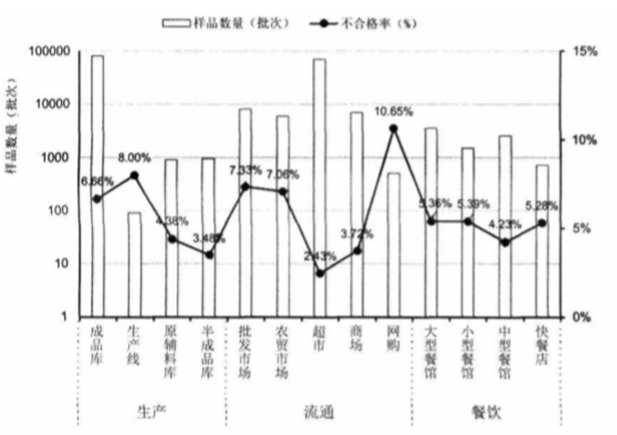 样品数量（批次） 不合格率（%）
样品数量（批次）
100000
10000
1000
100
10
1
15%
10%
5%
0%
6.66%
8.00%
4.38%
3.48%
7.33%
7.06%
2.43%
3.72%
10.65%
5.36%
5.39%
4.23%
5.28%
成品库
生产线
原辅料库
半成品库
批发市场
农贸市场
超市
商场
网购
大型餐馆
小型餐馆
中型餐馆
快餐店
生产 流通 餐饮